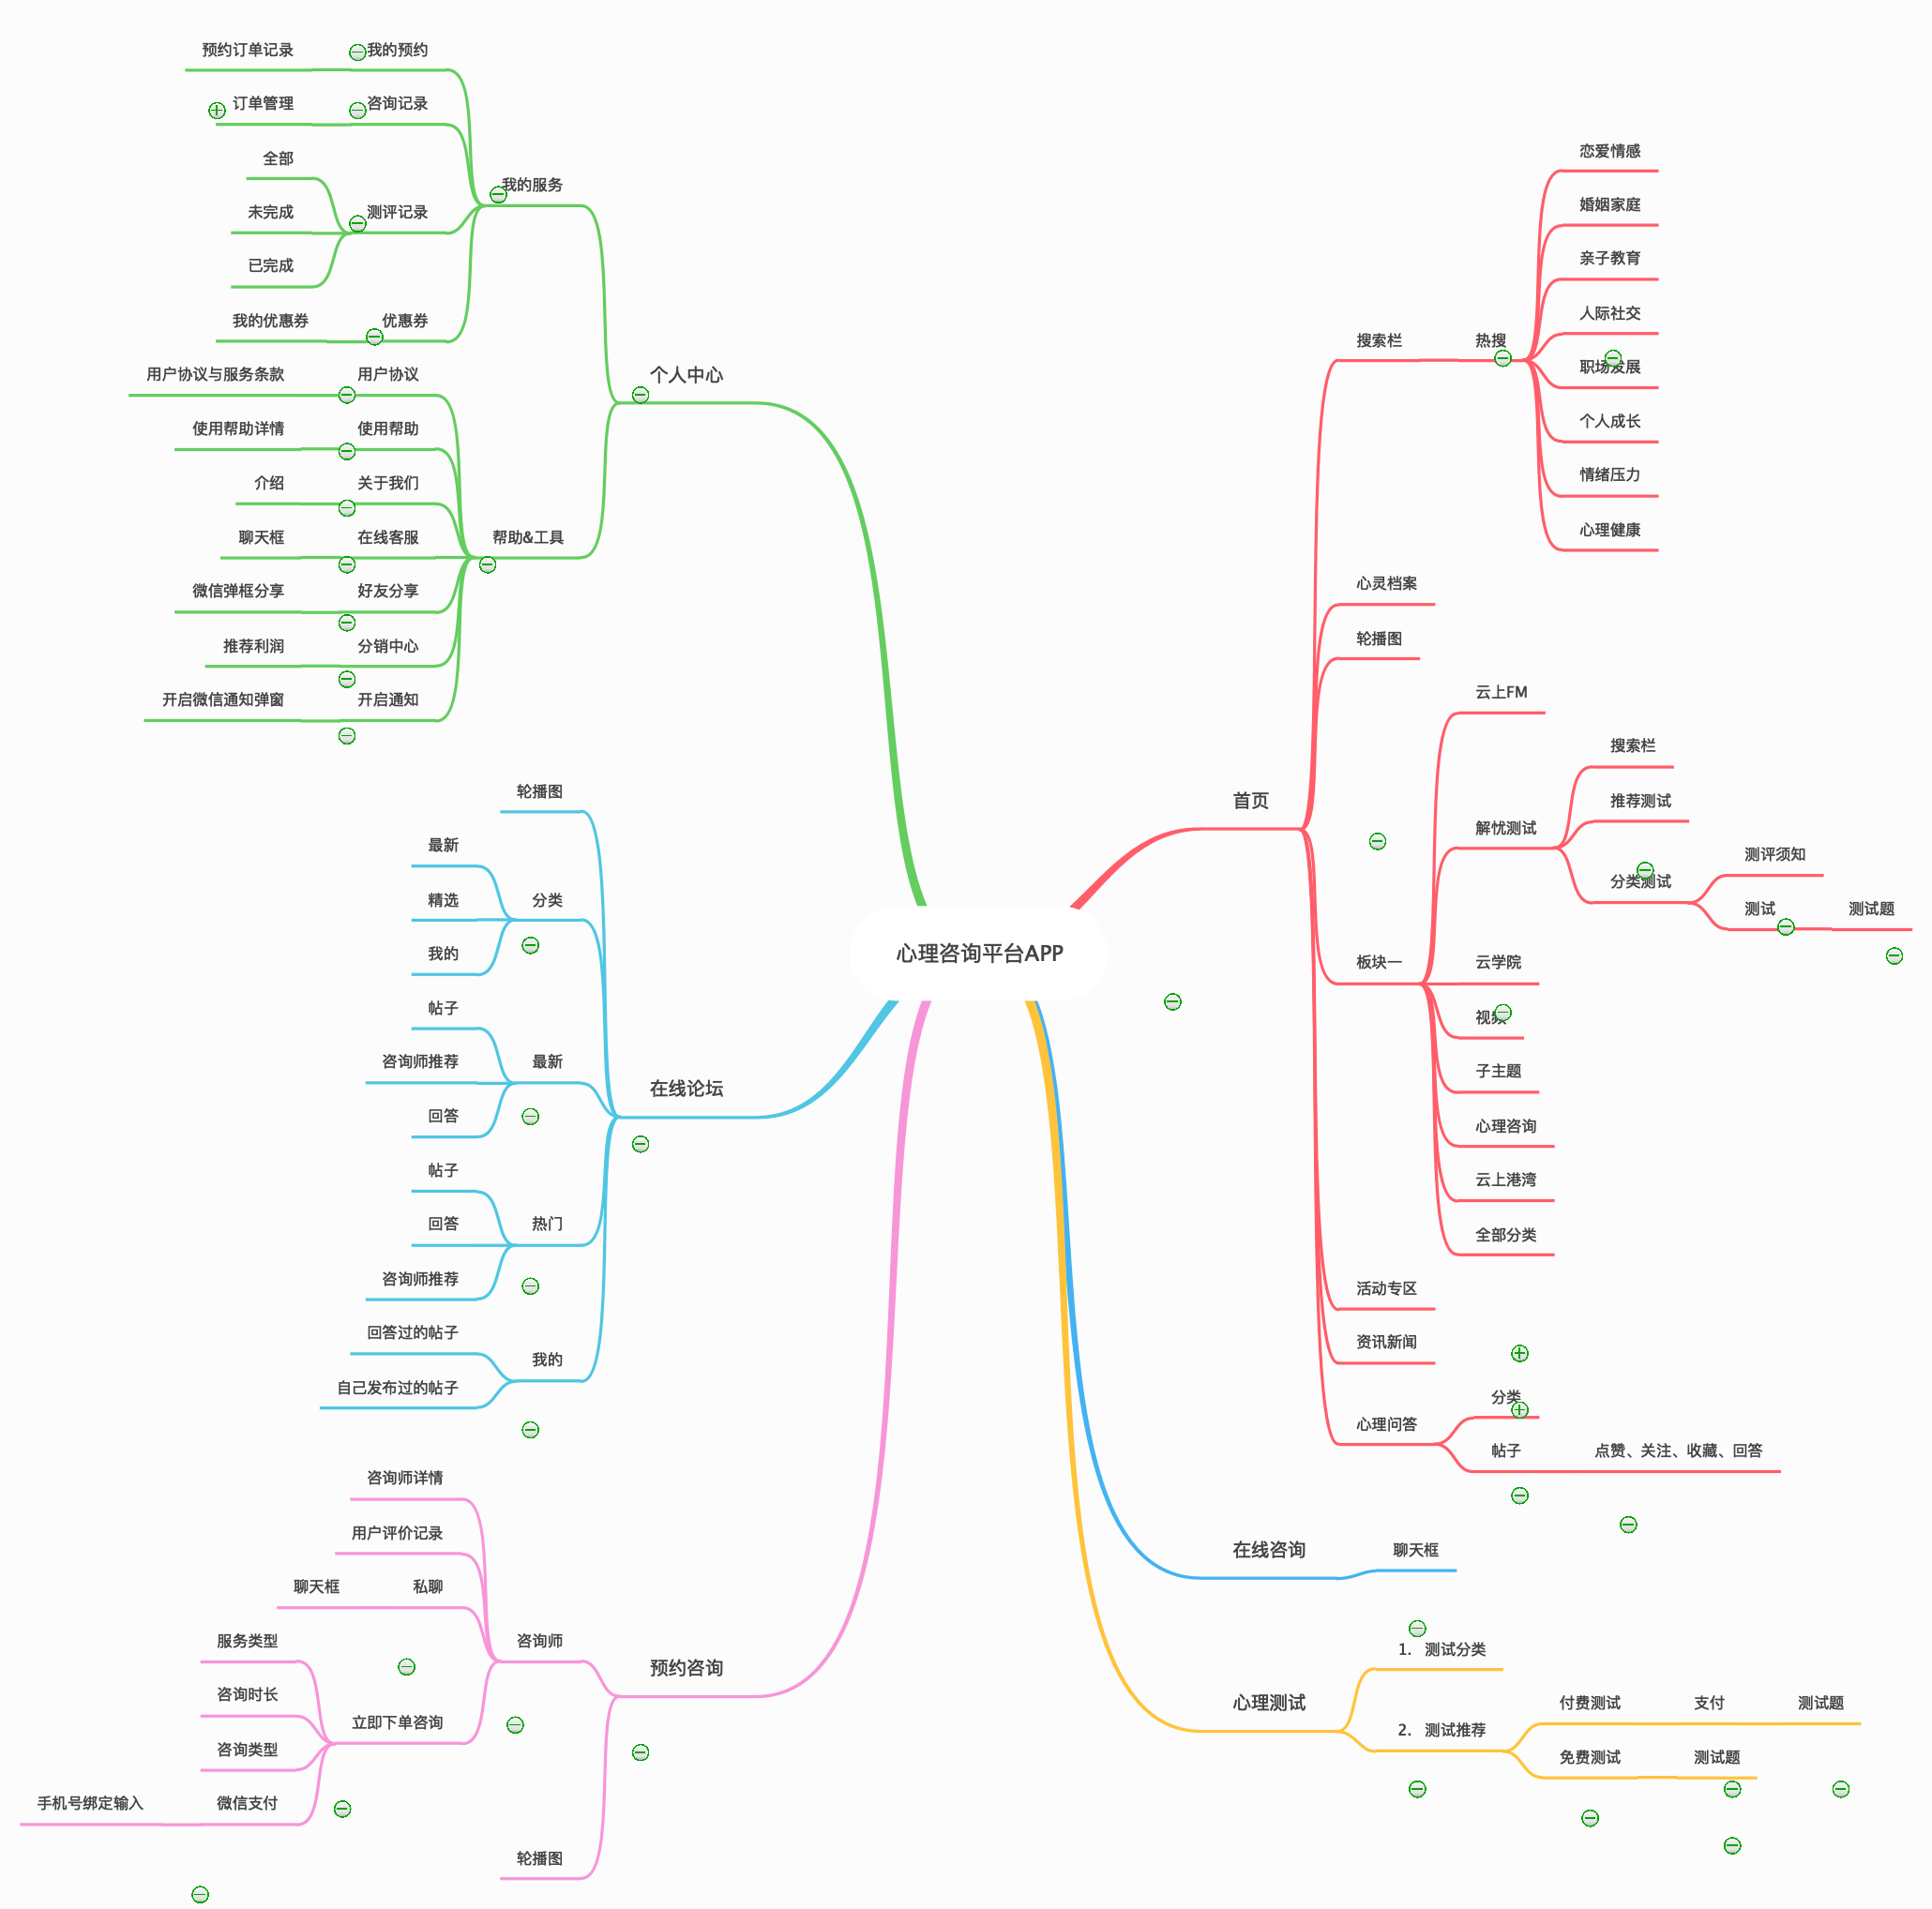 心理咨询平台APP
首页
搜索栏
热搜
恋爱情感
婚姻家庭
亲子教育
人际社交
职场发展
个人成长
情绪压力
心理健康
心灵档案
轮播图
板块一
云上FM
解忧测试
搜索栏
推荐测试
分类测试
测评须知
测试
测试题
云学院
视频
子主题
心理咨询
云上港湾
全部分类
活动专区
资讯新闻
心理问答
分类
帖子
点赞、关注、收藏、回答
在线咨询
聊天框
心理测试
1. 测试分类
2. 测试推荐
付费测试
支付
测试题
免费测试
测试题
个人中心
我的服务
我的预约
预约订单记录
咨询记录
订单管理
测评记录
全部
未完成
已完成
优惠券
我的优惠券
帮助&工具
用户协议
用户协议与服务条款
使用帮助
使用帮助详情
关于我们
介绍
在线客服
聊天框
好友分享
微信弹框分享
分销中心
推荐利润
开启通知
开启微信通知弹窗
在线论坛
轮播图
分类
最新
精选
我的
最新
帖子
咨询师推荐
回答
热门
帖子
回答
咨询师推荐
我的
回答过的帖子
自己发布过的帖子
预约咨询
咨询师
咨询师详情
用户评价记录
私聊
聊天框
立即下单咨询
服务类型
咨询时长
咨询类型
微信支付
手机号绑定输入
轮播图